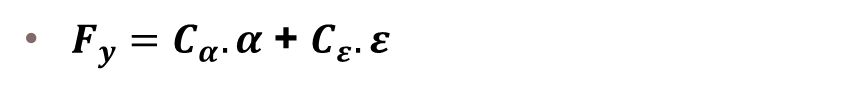 • F_y = C_α.α + C_ε.ε